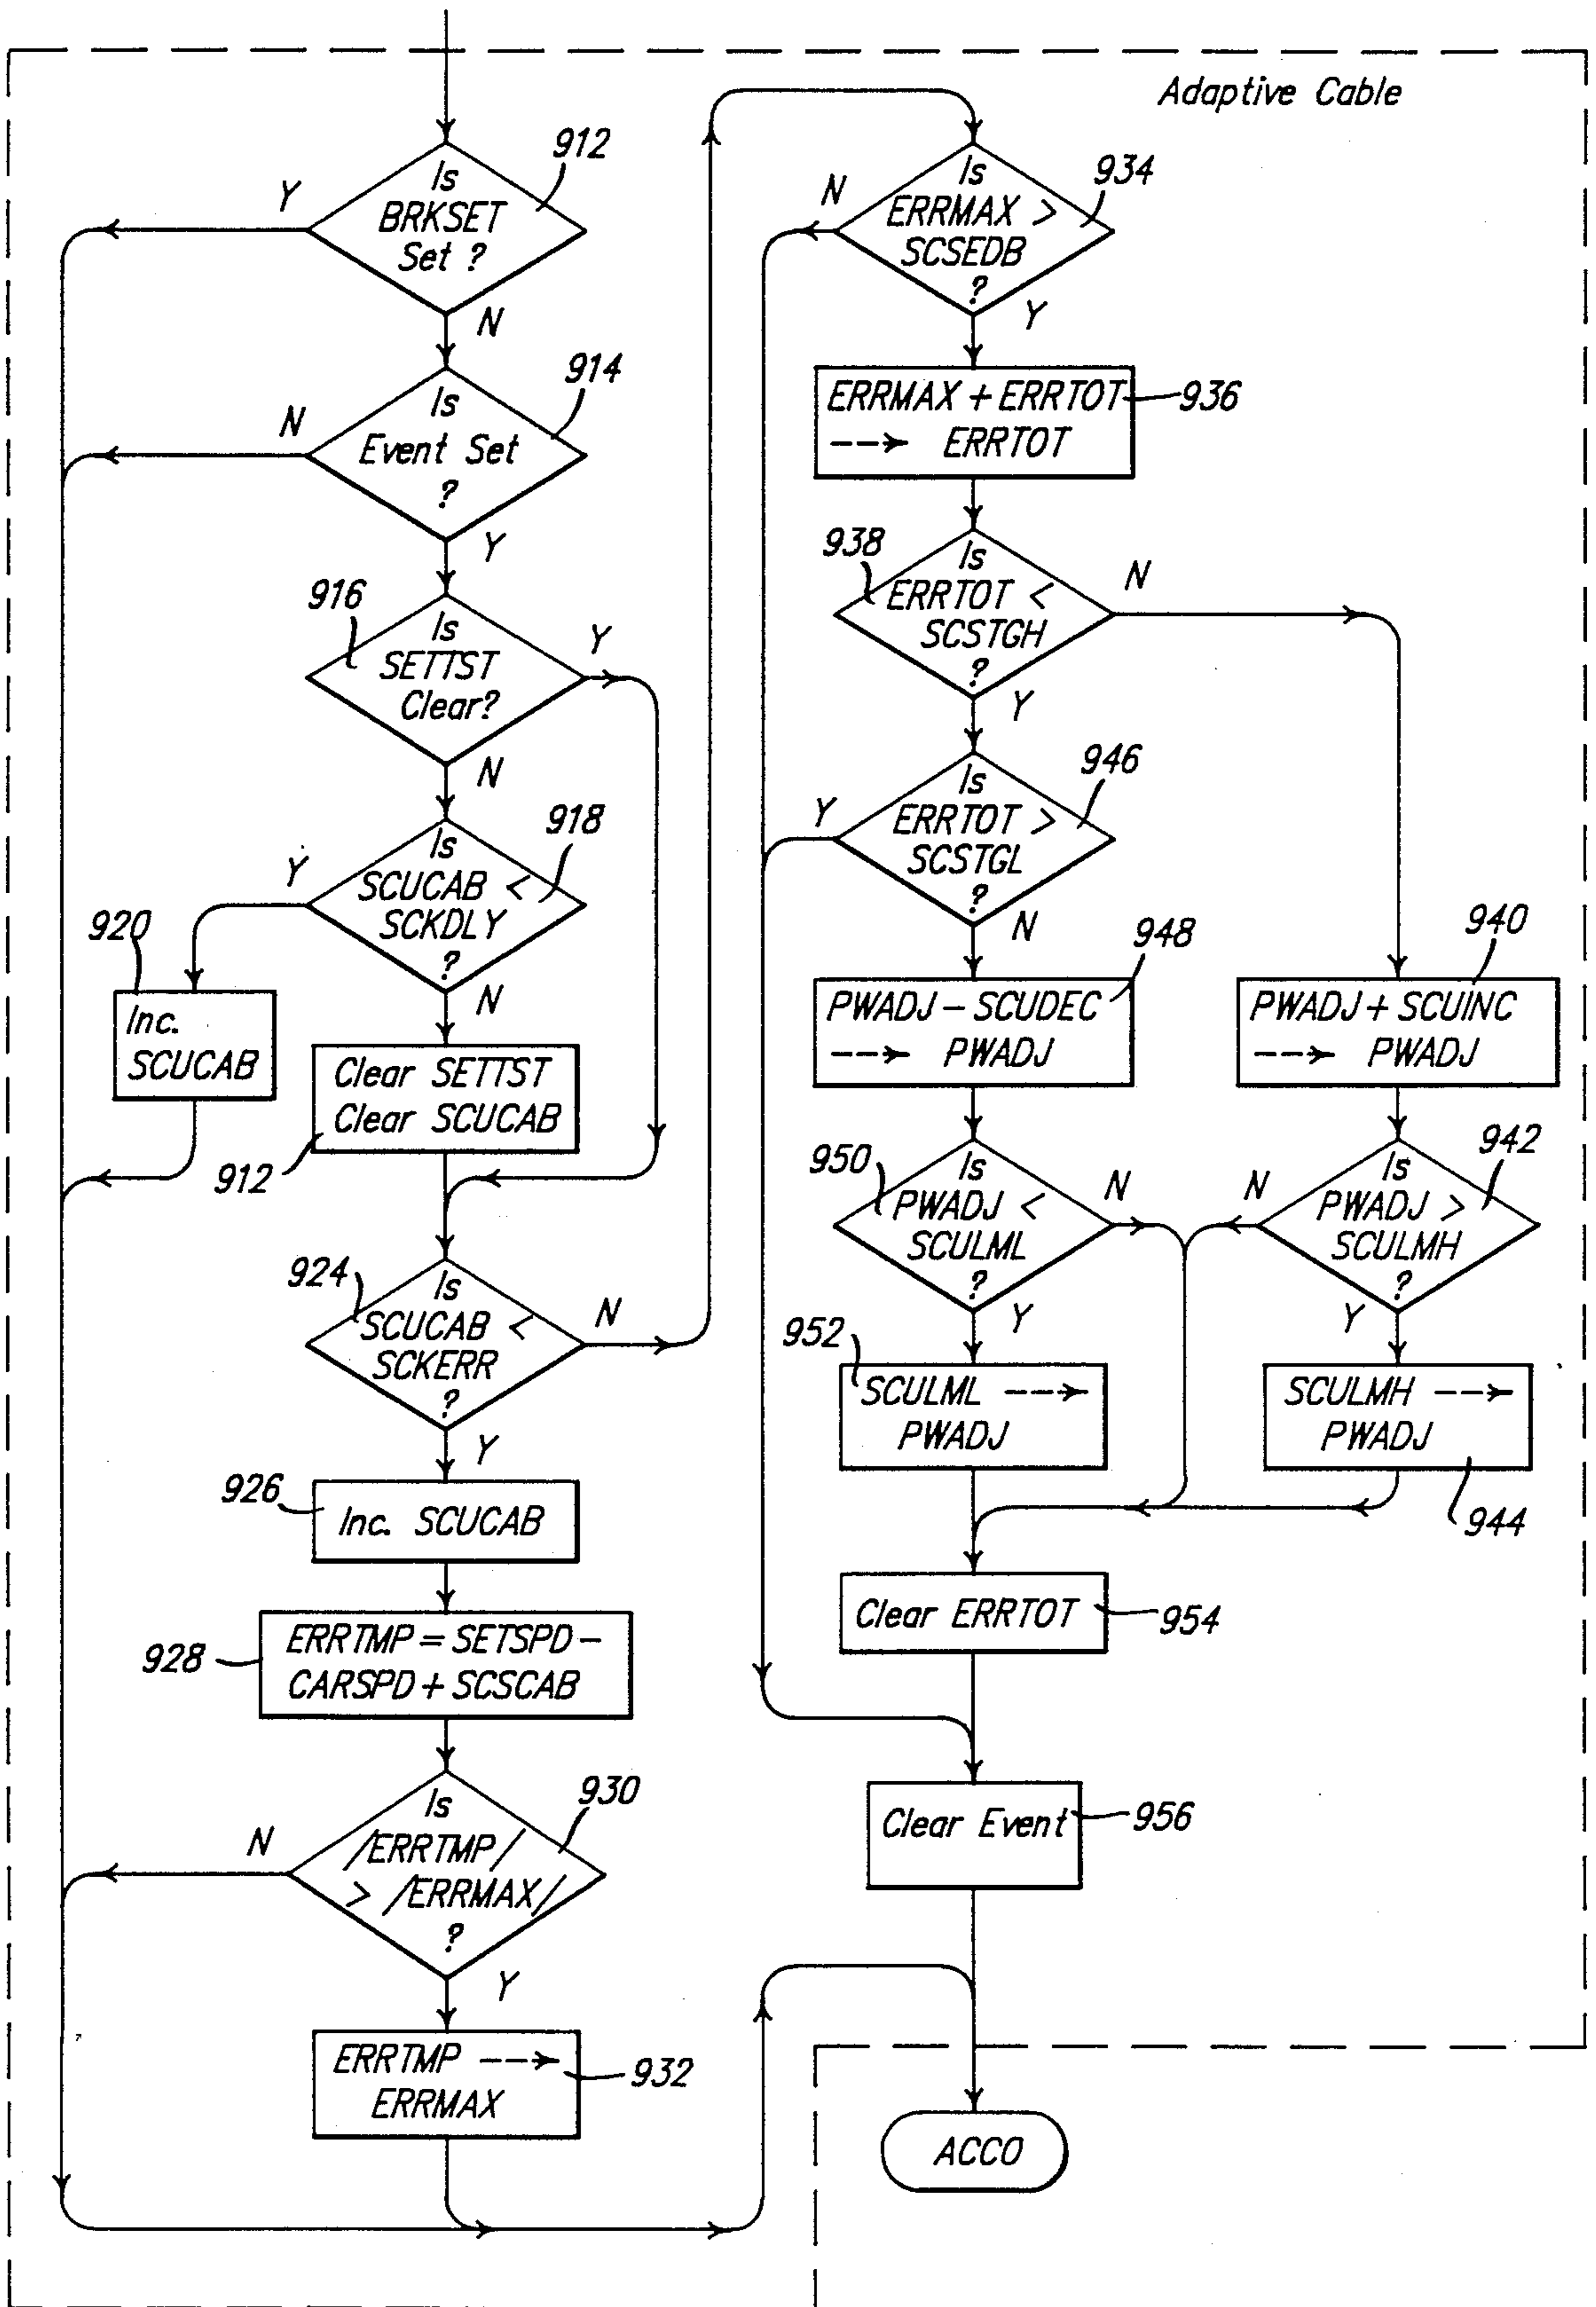 Adaptive Cable
912
Is
BRKSET
Set ?
Y
N
914
Is
Event Set
?
N
Y
916
Is
SETTST
Clear?
Y
N
918
Is
SCUCAB <
SCKDLY
?
Y
N
920
Inc.
SCUCAB
Clear SETTST
Clear SCUCAB
912
924
Is
SCUCAB <
SCKERR
?
N
Y
926
Inc. SCUCAB
928
ERRTMP = SETSPD -
CARSPD + SCSCAB
930
Is
/ERRTMP/
> /ERRMAX/
?
N
Y
ERRTMP --→
ERRMAX
932
934
Is
ERRMAX >
SCSEDB
?
N
Y
ERRMAX + ERRTOT
--→ ERRTOT
936
938
Is
ERRTOT <
SCSTGH
?
N
Y
946
Is
ERRTOT >
SCSTGL
?
Y
N
948
PWADJ - SCUDEC
--→ PWADJ
940
PWADJ + SCUINC
--→ PWADJ
950
Is
PWADJ <
SCULML
?
N
Y
942
Is
PWADJ >
SCULMH
?
N
Y
952
SCULML --→
PWADJ
SCULMH --→
PWADJ
944
Clear ERRTOT
954
Clear Event
956
ACCO